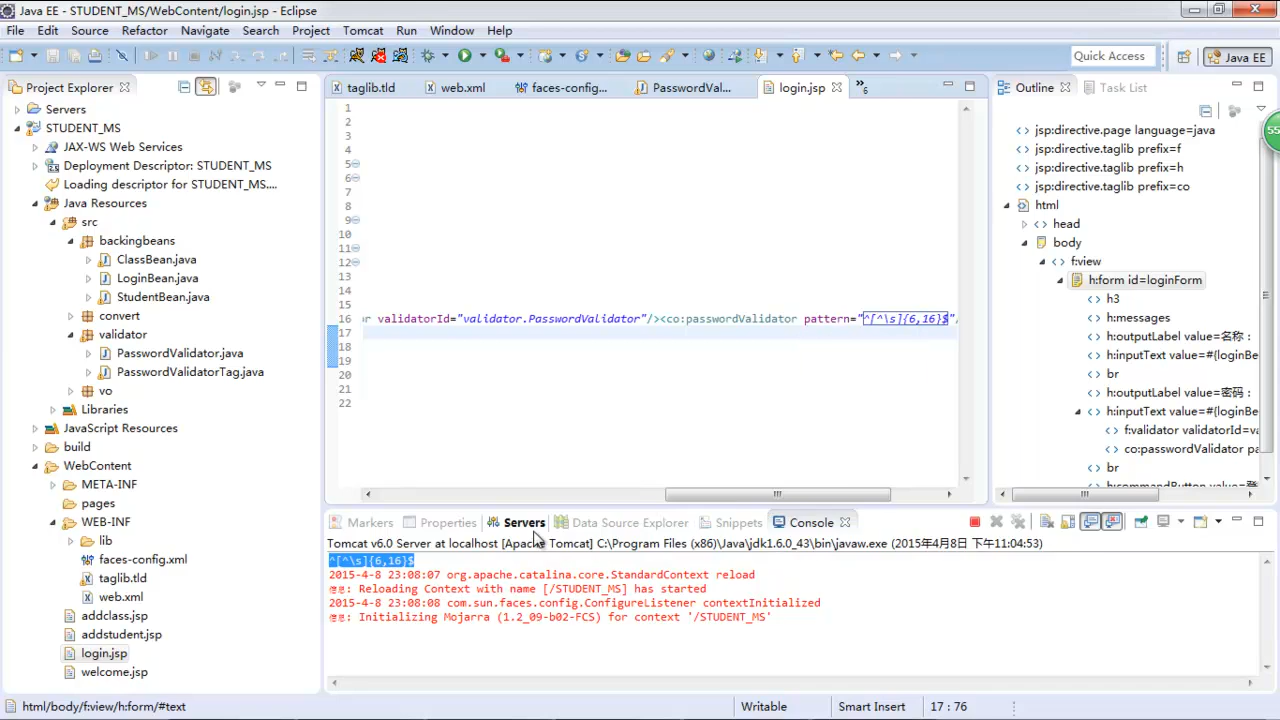 Java EE - STUDENT_MS/WebContent/login.jsp - Eclipse
File Edit Source Refactor Navigate Search Project Tomcat Run Window Help
Quick Access
Java EE
Project Explorer
Servers
STUDENT_MS
JAX-WS Web Services
Deployment Descriptor: STUDENT_MS
Loading descriptor for STUDENT_MS....
Java Resources
src
backingbeans
ClassBean.java
LoginBean.java
StudentBean.java
convert
validator
PasswordValidator.java
PasswordValidatorTag.java
vo
Libraries
JavaScript Resources
build
WebContent
META-INF
pages
WEB-INF
lib
faces-config.xml
taglib.tld
web.xml
addclass.jsp
addstudent.jsp
login.jsp
welcome.jsp
taglib.tld web.xml faces-config... PasswordVal... login.jsp »6
1
2
3
4
5
6
7
8
9
10
11
12
13
14
15
16 ır validatorId="validator.PasswordValidator"/><co:passwordValidator pattern="^[^\s]{6,16}$"/
17
18
19
20
21
22
Outline Task List
55
jsp:directive.page language=java
jsp:directive.taglib prefix=f
jsp:directive.taglib prefix=h
jsp:directive.taglib prefix=co
html
head
body
f:view
h:form id=loginForm
h3
h:messages
h:outputLabel value=名称：
h:inputText value=#{loginBe
br
h:outputLabel value=密码：
h:inputText value=#{loginBe
f:validator validatorId=va
co:passwordValidator pa
br
h:commandButton value=登
Markers Properties Servers Data Source Explorer Snippets Console
Tomcat v6.0 Server at localhost [Apache Tomcat] C:\Program Files (x86)\Java\jdk1.6.0_43\bin\javaw.exe (2015年4月8日 下午11:04:53)
^[^\s]{6,16}$
2015-4-8 23:08:07 org.apache.catalina.core.StandardContext reload
信息: Reloading Context with name [/STUDENT_MS] has started
2015-4-8 23:08:08 com.sun.faces.config.ConfigureListener contextInitialized
信息: Initializing Mojarra (1.2_09-b02-FCS) for context '/STUDENT_MS'
html/body/f:view/h:form/#text
Writable
Smart Insert
17 : 76